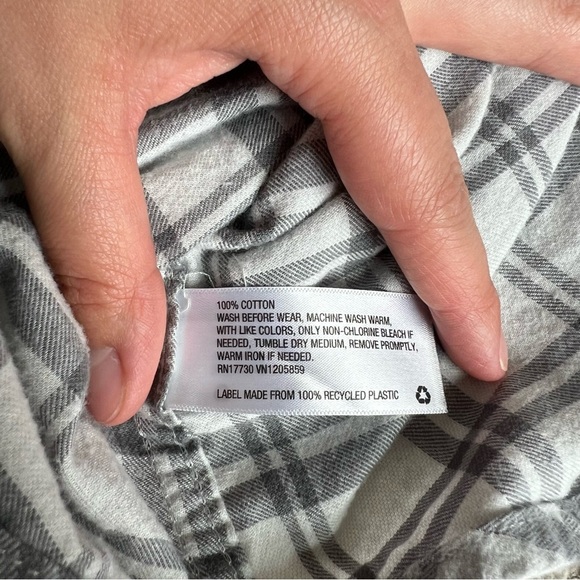 100% COTTON
WASH BEFORE WEAR, MACHINE WASH WARM,
WITH LIKE COLORS, ONLY NON-CHLORINE BLEACH IF
NEEDED, TUMBLE DRY MEDIUM, REMOVE PROMPTLY,
WARM IRON IF NEEDED.
RN17730 VN1205859
LABEL MADE FROM 100% RECYCLED PLASTIC